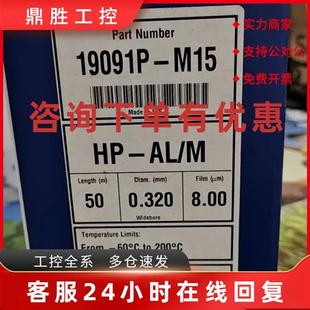 鼎胜工控
实力商家
支持公对公
免费开票
Part Number
19091P-M15
咨询下单有优惠
HP-AL/M
Length (m)
Diam. (mm)
Film (µm)
50
0.320
8.00
Widebore
Temperature Limits:
From -60°C to 200°C
工控全系 多仓速发
客服24小时在线回复